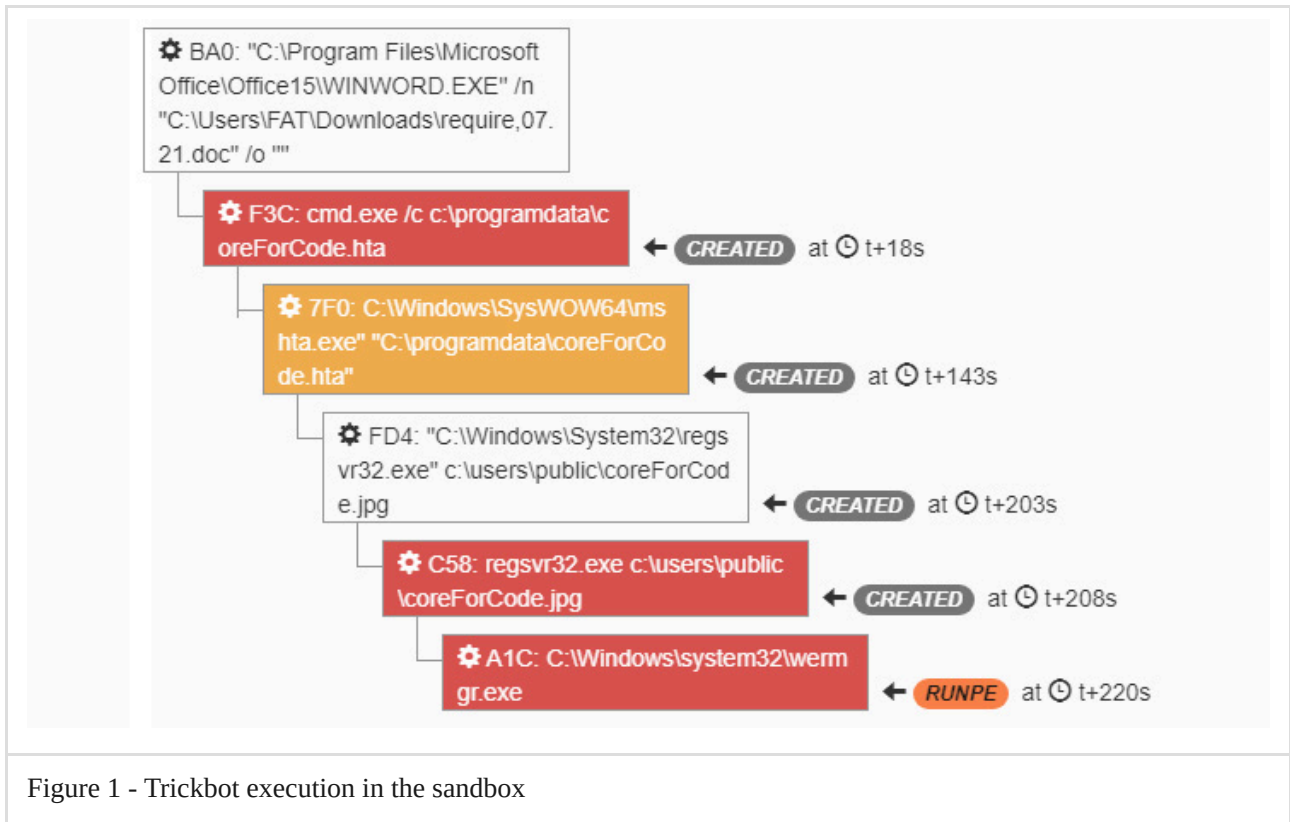 BA0: "C:\Program Files\Microsoft
Office\Office15\WINWORD.EXE" /n
"C:\Users\FAT\Downloads\require,07.
21.doc" /o ""
F3C: cmd.exe /c c:\programdata\c
oreForCode.hta
CREATED at t+18s
7F0: C:\Windows\SysWOW64\ms
hta.exe" "C:\programdata\coreForCo
de.hta"
CREATED at t+143s
FD4: "C:\Windows\System32\regs
vr32.exe" c:\users\public\coreForCod
e.jpg
CREATED at t+203s
C58: regsvr32.exe c:\users\public
\coreForCode.jpg
CREATED at t+208s
A1C: C:\Windows\system32\werm
gr.exe
RUNPE at t+220s
Figure 1 - Trickbot execution in the sandbox